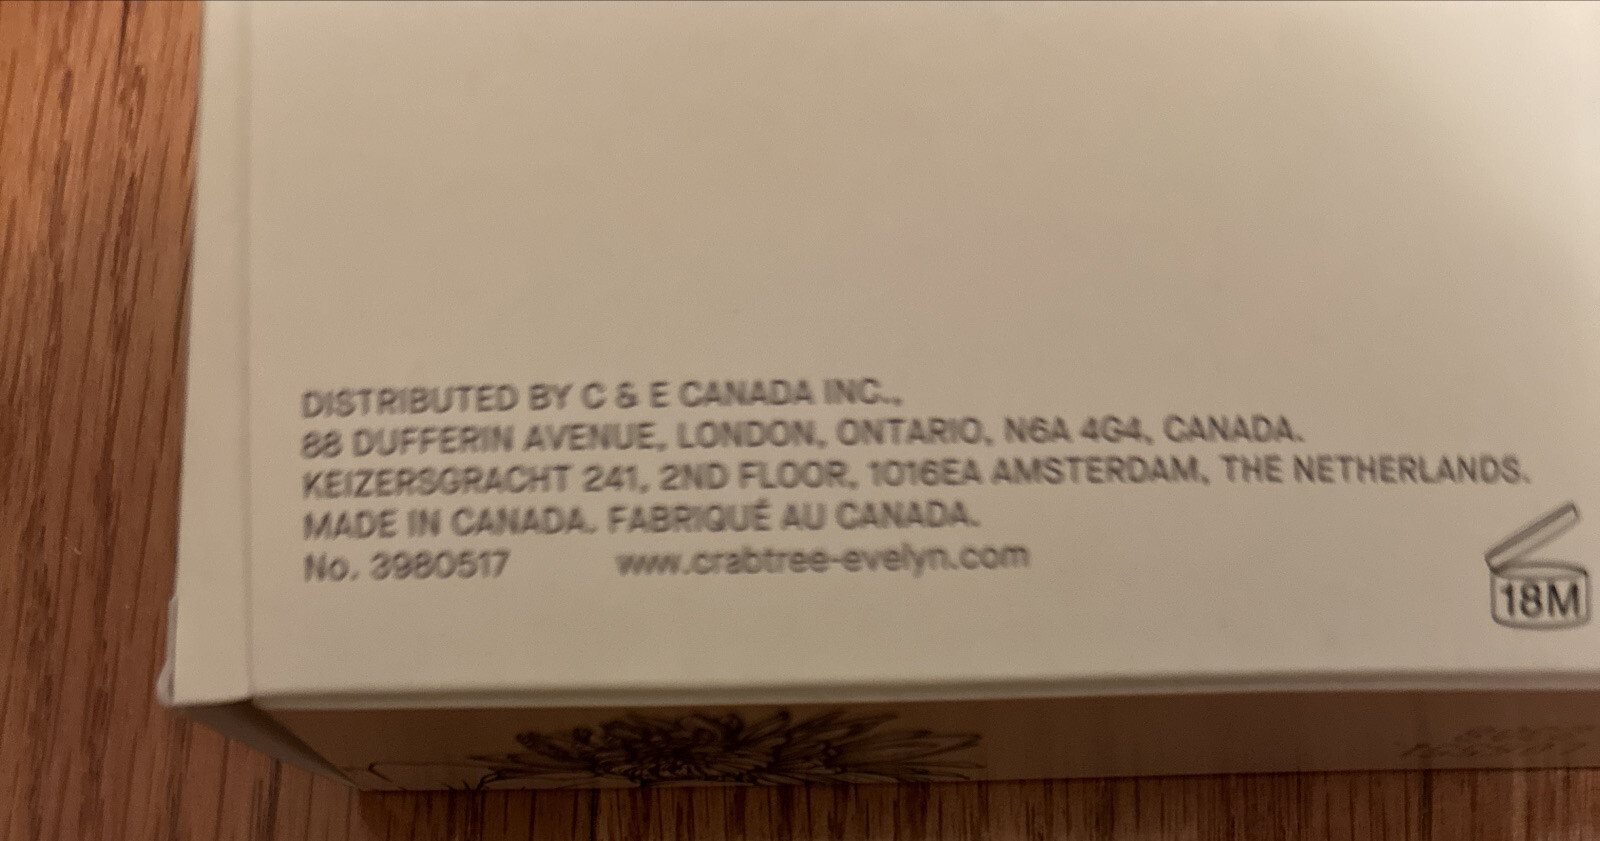 DISTRIBUTED BY C & E CANADA INC.,
88 DUFFERIN AVENUE, LONDON, ONTARIO, N6A 4G4, CANADA.
KEIZERSGRACHT 241, 2ND FLOOR, 1016EA AMSTERDAM, THE NETHERLANDS.
MADE IN CANADA. FABRIQUÉ AU CANADA.
No. 3980517 www.crabtree-evelyn.com
18M